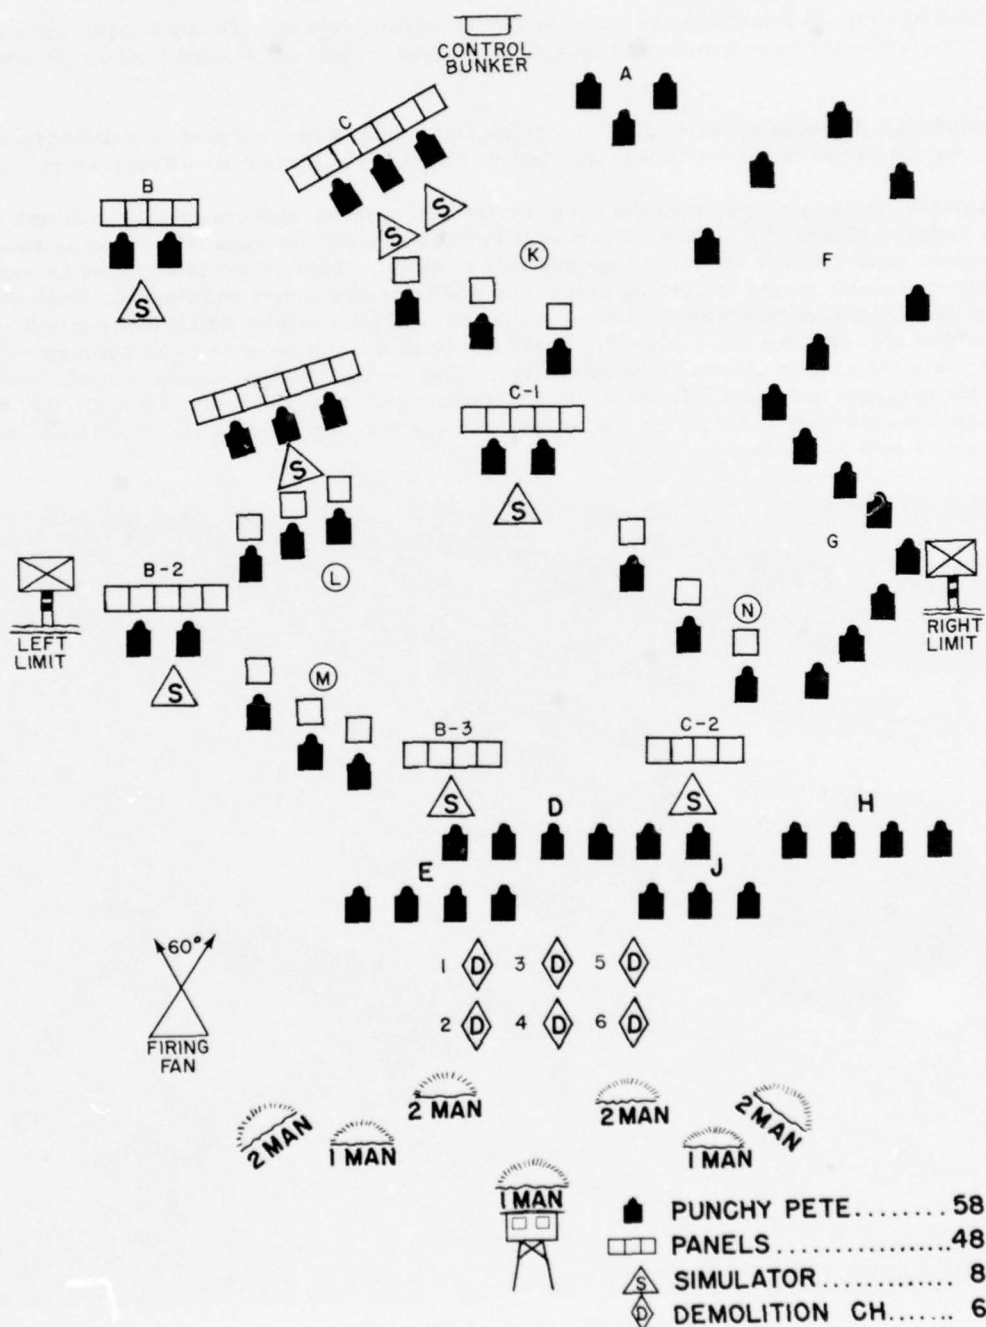 CONTROL
BUNKER
A
C
B
S
S
K
S
F
C-1
S
S
G
L
B-2
LEFT
LIMIT
N
RIGHT
LIMIT
S
M
B-3
C-2
S
S
D
H
E
J
60°
1 D 3 D 5 D
2 D 4 D 6 D
FIRING
FAN
2 MAN
2 MAN
2 MAN
2 MAN
1 MAN
1 MAN
1 MAN
PUNCHY PETE........ 58
PANELS ................ 48
S SIMULATOR ............ 8
D DEMOLITION CH....... 6